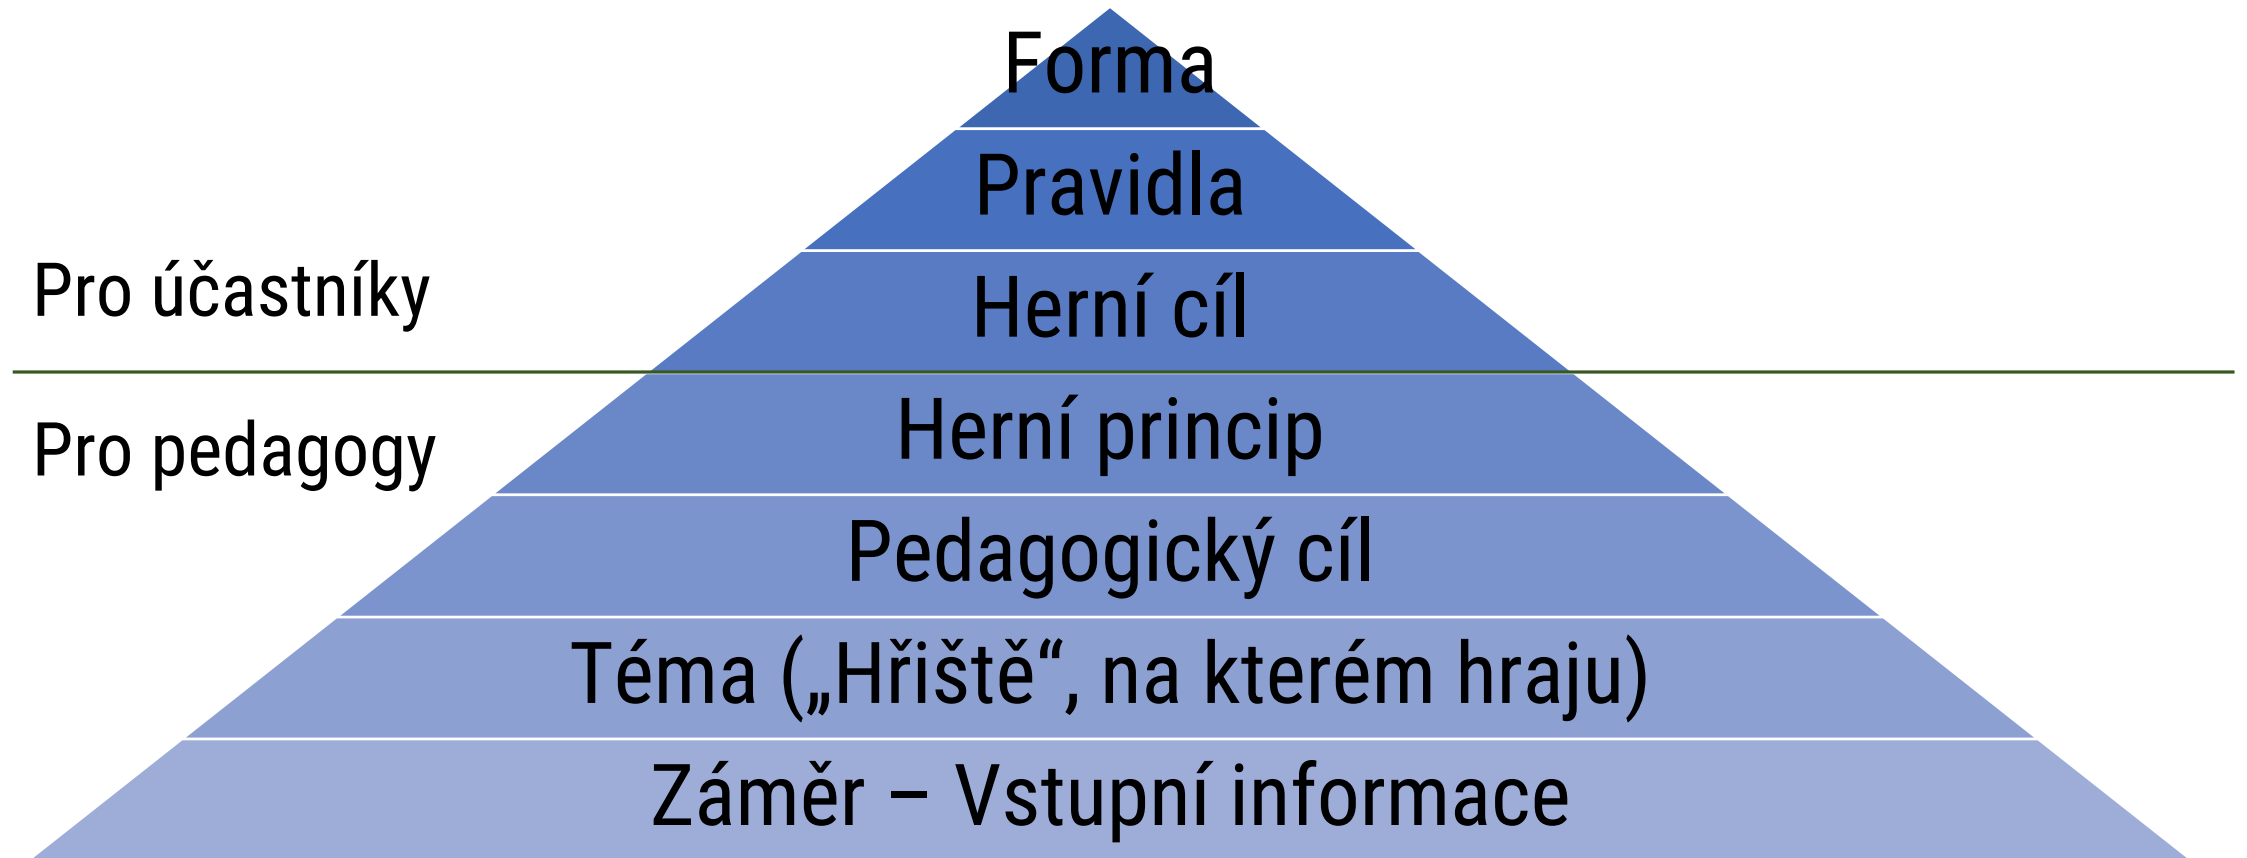 Forma
Pravidla
Pro účastníky
Herní cíl
Herní princip
Pro pedagogy
Pedagogický cíl
Téma („Hřiště“, na kterém hraju)
Záměr – Vstupní informace